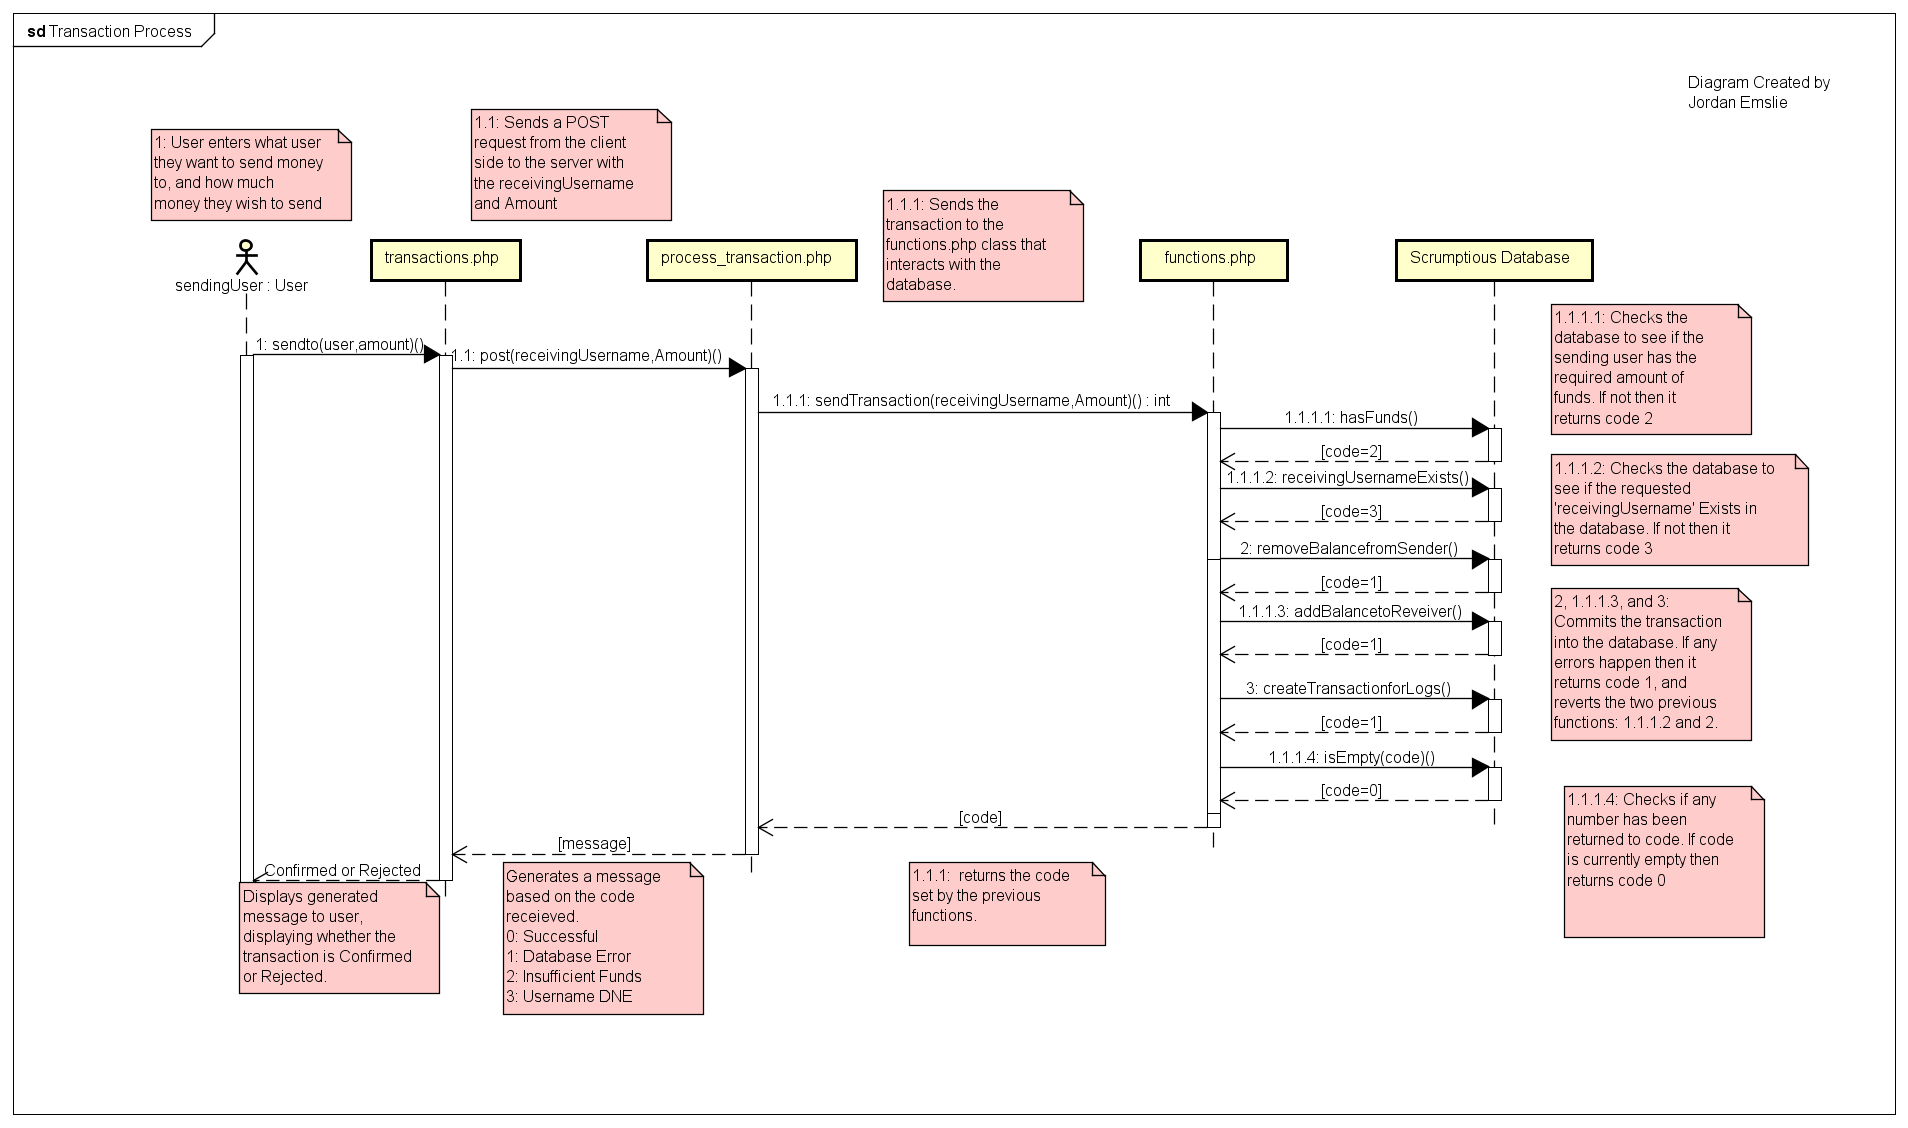 sd Transaction Process
Diagram Created by
Jordan Emslie
1: User enters what user
they want to send money
to, and how much
money they wish to send
1.1: Sends a POST
request from the client
side to the server with
the receivingUsername
and Amount
1.1.1: Sends the
transaction to the
functions.php class that
interacts with the
database.
sendingUser : User
transactions.php
process_transaction.php
functions.php
Scrumptious Database
1: sendto(user,amount)()
1.1: post(receivingUsername,Amount)()
1.1.1: sendTransaction(receivingUsername,Amount)() : int
1.1.1.1: hasFunds()
[code=2]
1.1.1.2: receivingUsernameExists()
[code=3]
2: removeBalancefromSender()
[code=1]
1.1.1.3: addBalancetoReveiver()
[code=1]
3: createTransactionforLogs()
[code=1]
1.1.1.4: isEmpty(code)()
[code=0]
[code]
[message]
Confirmed or Rejected
1.1.1.1: Checks the
database to see if the
sending user has the
required amount of
funds. If not then it
returns code 2
1.1.1.2: Checks the database to
see if the requested
'receivingUsername' Exists in
the database. If not then it
returns code 3
2, 1.1.1.3, and 3:
Commits the transaction
into the database. If any
errors happen then it
returns code 1, and
reverts the two previous
functions: 1.1.1.2 and 2.
1.1.1.4: Checks if any
number has been
returned to code. If code
is currently empty then
returns code 0
Displays generated
message to user,
displaying whether the
transaction is Confirmed
or Rejected.
Generates a message
based on the code
receieved.
0: Successful
1: Database Error
2: Insufficient Funds
3: Username DNE
1.1.1:  returns the code
set by the previous
functions.